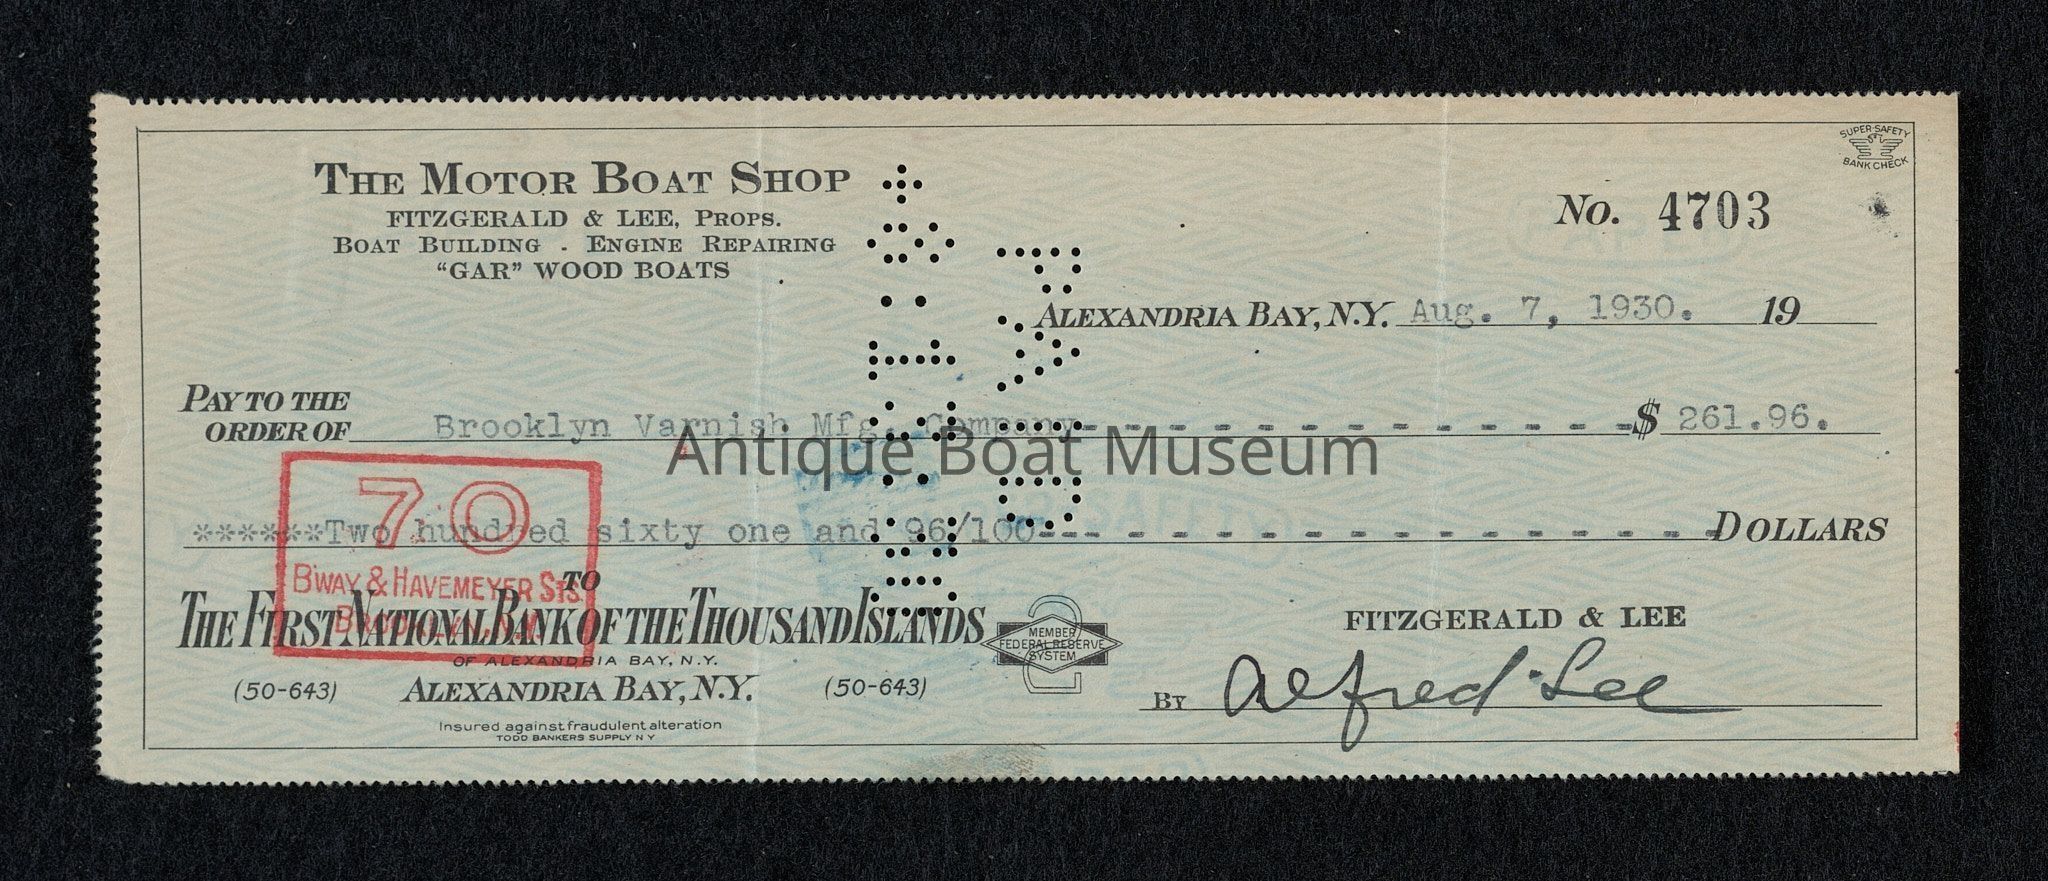 SUPER-SAFETY
BANK CHECK
THE MOTOR BOAT SHOP
FITZGERALD & LEE, PROPS.
BOAT BUILDING - ENGINE REPAIRING
"GAR" WOOD BOATS
No. 4703
ALEXANDRIA BAY, N.Y. Aug. 7, 1930. 19
PAY TO THE
ORDER OF Brooklyn Varnish Mfg. Company - - - - - - - - - - - - - - $ 261.96.
Antique Boat Museum
******Two hundred sixty one and 96/100- - - - - - - - - - - - - - - DOLLARS
70
B'WAY & HAVEMEYER STS.
BROOKLYN, N.Y.
TO
THE FIRST NATIONAL BANK OF THE THOUSAND ISLANDS
OF ALEXANDRIA BAY, N.Y.
(50-643) ALEXANDRIA BAY, N.Y. (50-643)
Insured against fraudulent alteration
TODD BANKERS SUPPLY N Y
MEMBER
FEDERAL RESERVE
SYSTEM
FITZGERALD & LEE
BY Alfred Lee